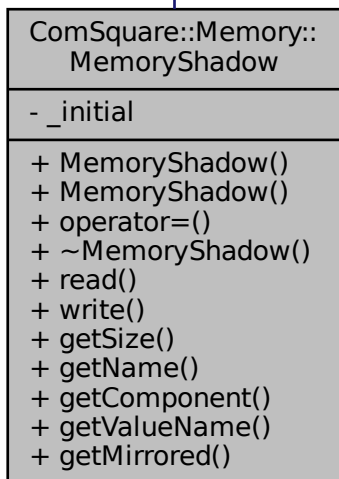 ComSquare::Memory::
MemoryShadow
- _initial
+ MemoryShadow()
+ MemoryShadow()
+ operator=()
+ ~MemoryShadow()
+ read()
+ write()
+ getSize()
+ getName()
+ getComponent()
+ getValueName()
+ getMirrored()